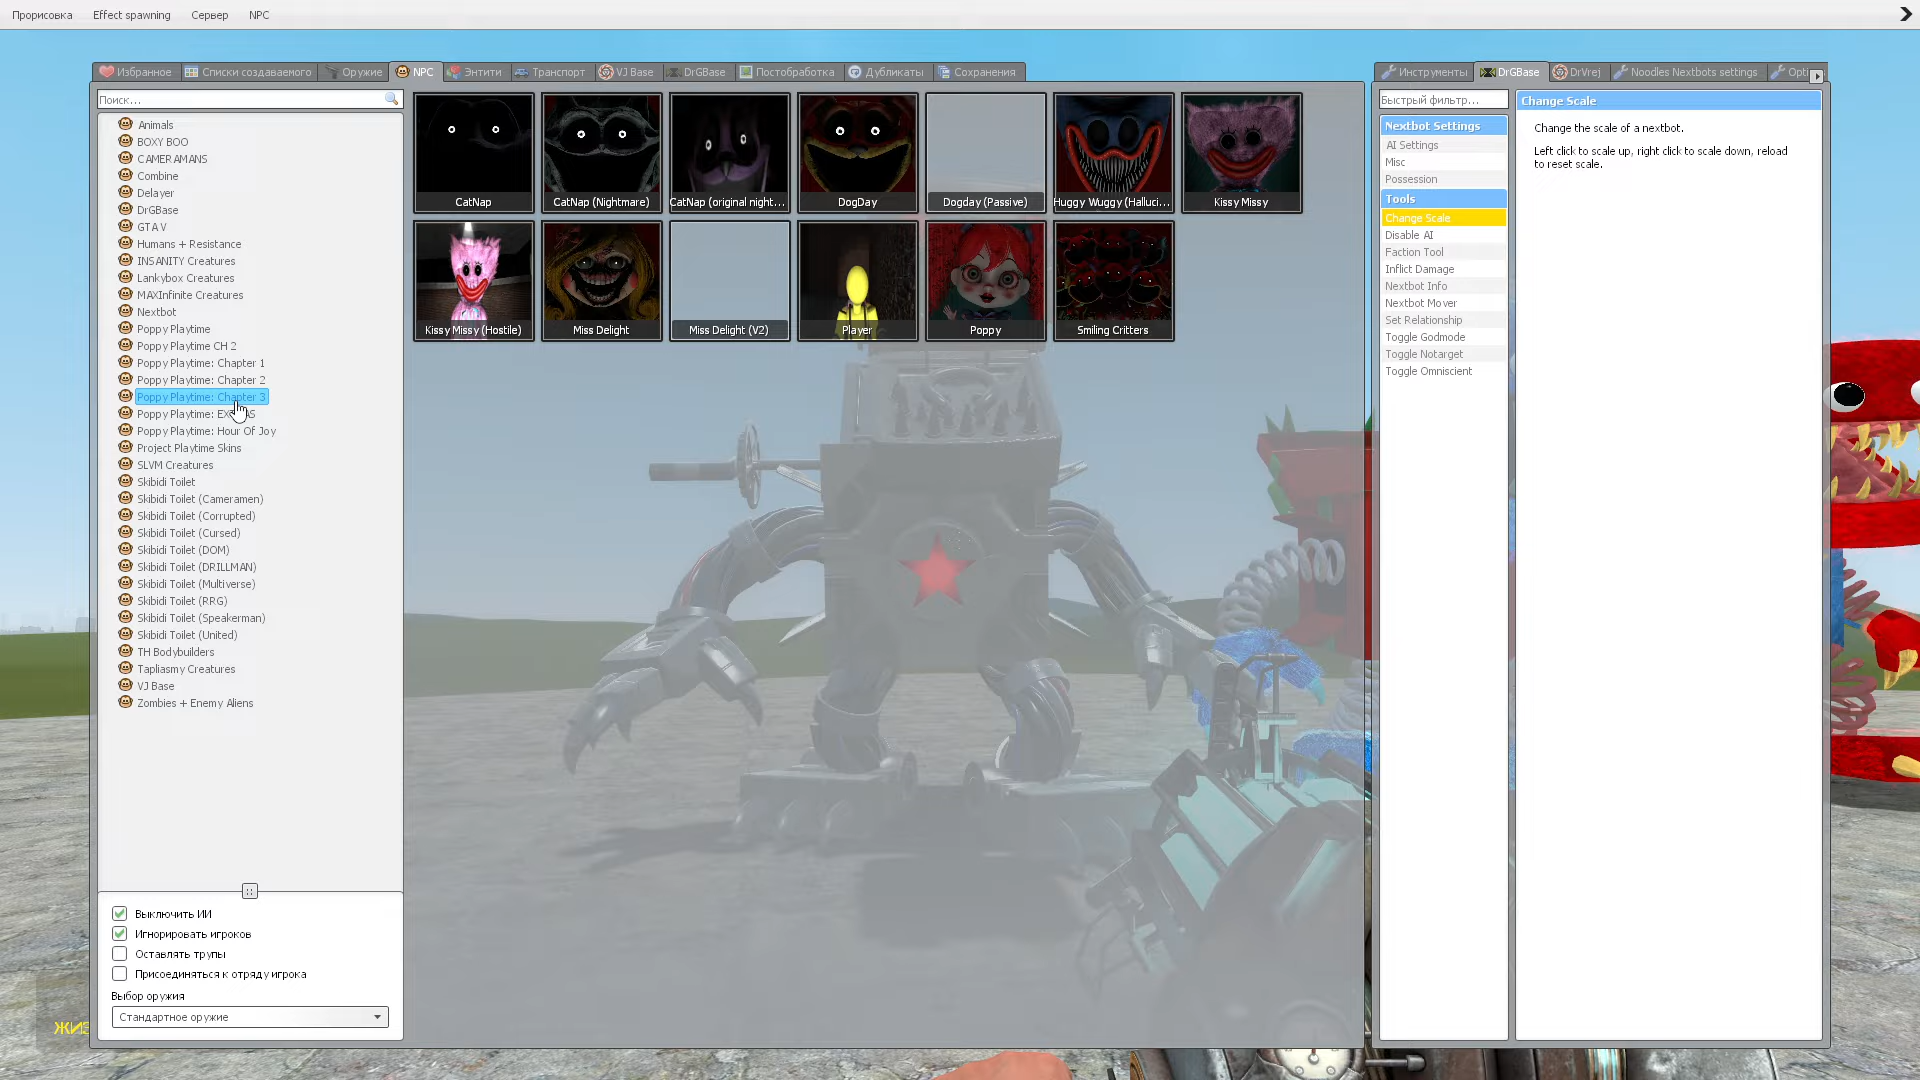 Прорисовка Effect spawning Сервер NPC
Избранное Списки создаваемого Оружие NPC Энтити Транспорт VJ Base DrGBase Постобработка Дубликаты Сохранения
Поиск...
Animals
BOXY BOO
CAMERAMANS
Combine
Delayer
DrGBase
GTA V
Humans + Resistance
INSANITY Creatures
Lankybox Creatures
MAXInfinite Creatures
Nextbot
Poppy Playtime
Poppy Playtime CH 2
Poppy Playtime: Chapter 1
Poppy Playtime: Chapter 2
Poppy Playtime: Chapter 3
Poppy Playtime:
Poppy Playtime: Hour Of Joy
Project Playtime Skins
SLVM Creatures
Skibidi Toilet
Skibidi Toilet (Cameramen)
Skibidi Toilet (Corrupted)
Skibidi Toilet (Cursed)
Skibidi Toilet (DOM)
Skibidi Toilet (DRILLMAN)
Skibidi Toilet (Multiverse)
Skibidi Toilet (RRG)
Skibidi Toilet (Speakerman)
Skibidi Toilet (United)
TH Bodybuilders
Tapliasmy Creatures
VJ Base
Zombies + Enemy Aliens
Выключить ИИ
Игнорировать игроков
Оставлять трупы
Присоединяться к отряду игрока
Выбор оружия
Стандартное оружие
CatNap CatNap (Nightmare) CatNap (original night... DogDay Dogday (Passive) Huggy Wuggy (Halluci... Kissy Missy
Kissy Missy (Hostile) Miss Delight Miss Delight (V2) Player Poppy Smiling Critters
Инструменты DrGBase DrVrej Noodles Nextbots settings Opti
Быстрый фильтр...
Nextbot Settings
AI Settings
Misc
Possession
Tools
Change Scale
Disable AI
Faction Tool
Inflict Damage
Nextbot Info
Nextbot Mover
Set Relationship
Toggle Godmode
Toggle Notarget
Toggle Omniscient
Change Scale
Change the scale of a nextbot.
Left click to scale up, right click to scale down, reload
to reset scale.